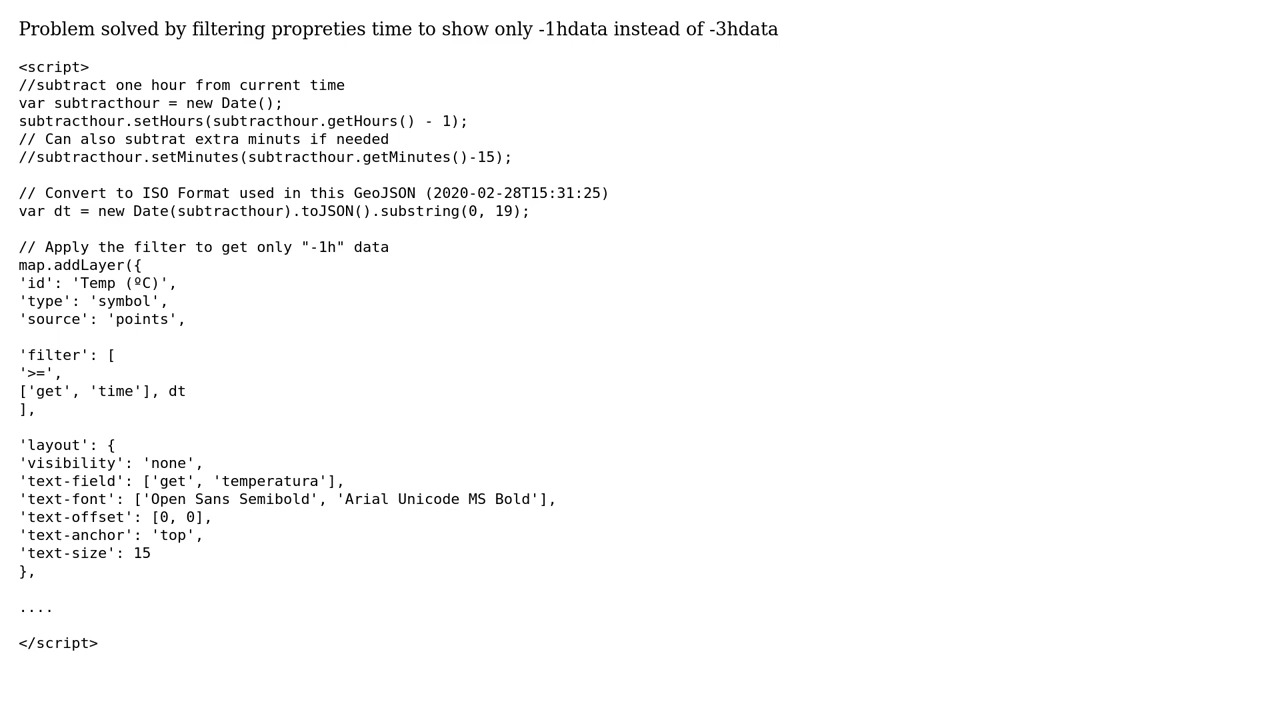 Problem solved by filtering propreties time to show only -1hdata instead of -3hdata
<script>
//subtract one hour from current time
var subtracthour = new Date();
subtracthour.setHours(subtracthour.getHours() - 1);
// Can also subtrat extra minuts if needed
//subtracthour.setMinutes(subtracthour.getMinutes()-15);
// Convert to ISO Format used in this GeoJSON (2020-02-28T15:31:25)
var dt = new Date(subtracthour).toJSON().substring(0, 19);
// Apply the filter to get only "-1h" data
map.addLayer({
'id': 'Temp (ºC)',
'type': 'symbol',
'source': 'points',
'filter': [
'>=',
['get', 'time'], dt
],
'layout': {
'visibility': 'none',
'text-field': ['get', 'temperatura'],
'text-font': ['Open Sans Semibold', 'Arial Unicode MS Bold'],
'text-offset': [0, 0],
'text-anchor': 'top',
'text-size': 15
},
....
</script>